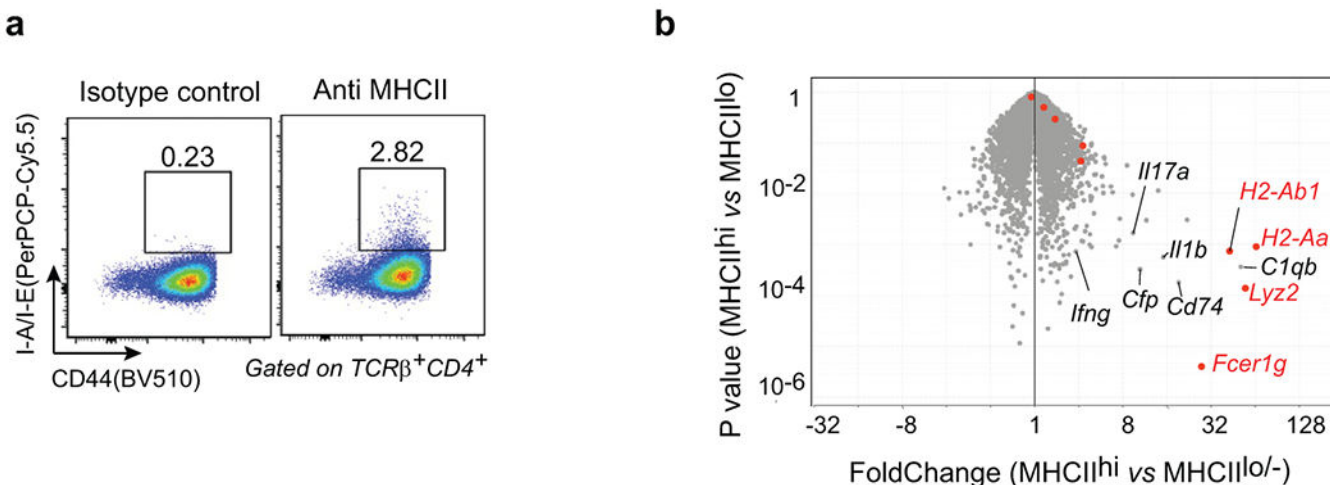 a
Isotype control
Anti MHCII
0.23
2.82
I-A/I-E(PerPCP-Cy5.5)
CD44(BV510)
Gated on TCRβ+CD4+
b
P value (MHCIIhi vs MHCIIlo)
1
10-2
10-4
10-6
Il17a
H2-Ab1
H2-Aa
Il1b
C1qb
Ifng
Cfp
Cd74
Lyz2
Fcer1g
-32
-8
1
8
32
128
FoldChange (MHCIIhi vs MHCIIlo/-)